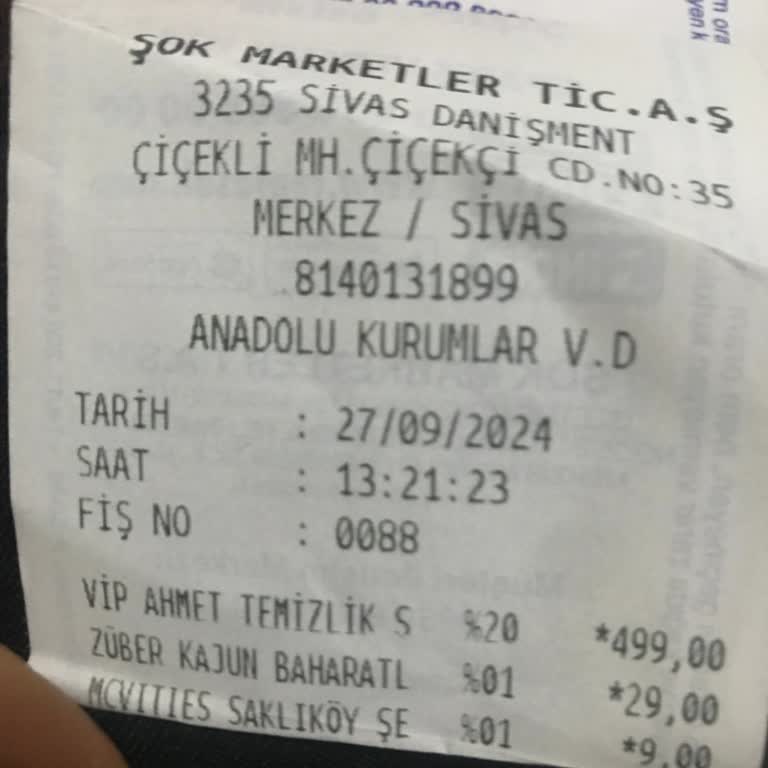 ŞOK MARKETLER TİC.A.Ş
3235 SİVAS DANİŞMENT
ÇİÇEKLİ MH.ÇİÇEKÇİ CD.NO:35
MERKEZ / SİVAS
8140131899
ANADOLU KURUMLAR V.D
TARİH : 27/09/2024
SAAT : 13:21:23
FİŞ NO : 0088
VİP AHMET TEMİZLİK S %20 *499,00
ZÜBER KAJUN BAHARATL %01 *29,00
MCVITIES SAKLIKÖY ŞE %01 *9,00